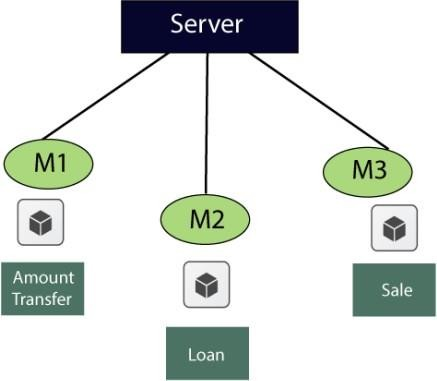 Server
M1
M2
M3
Amount
Transfer
Loan
Sale